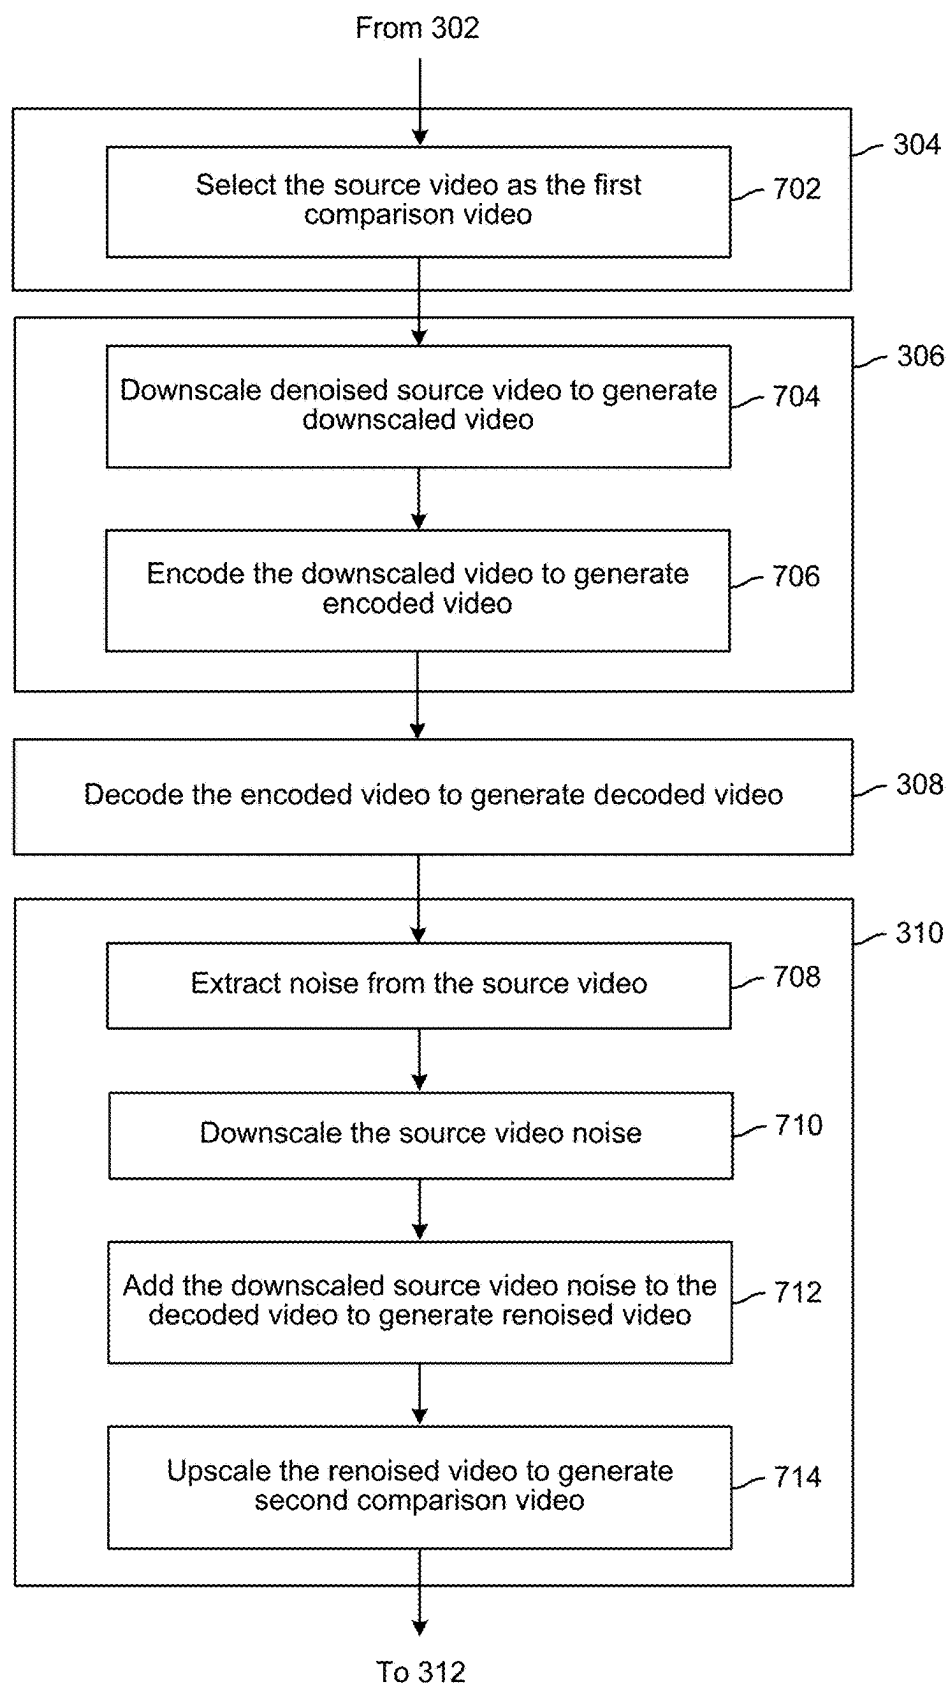 From 302
304
Select the source video as the first
comparison video
702
306
Downscale denoised source video to generate
downscaled video
704
Encode the downscaled video to generate
encoded video
706
Decode the encoded video to generate decoded video
308
310
Extract noise from the source video
708
Downscale the source video noise
710
Add the downscaled source video noise to the
decoded video to generate renoised video
712
Upscale the renoised video to generate
second comparison video
714
To 312